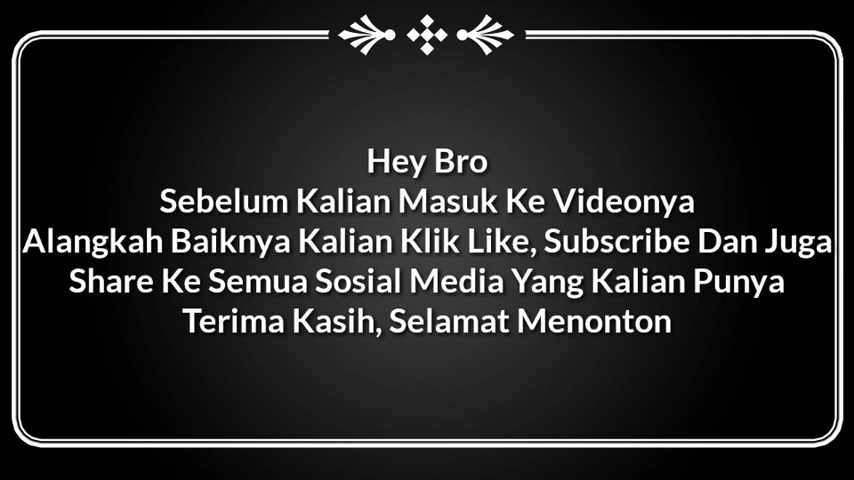 Hey Bro
Sebelum Kalian Masuk Ke Videonya
Alangkah Baiknya Kalian Klik Like, Subscribe Dan Juga
Share Ke Semua Sosial Media Yang Kalian Punya
Terima Kasih, Selamat Menonton